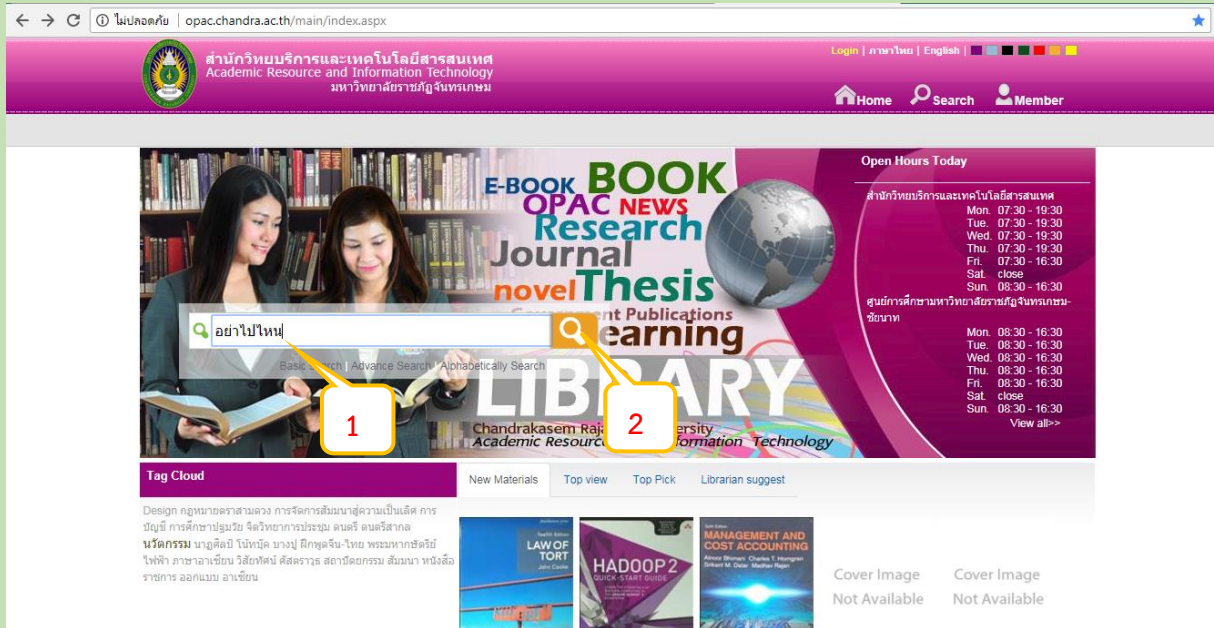 ไม่ปลอดภัย | opac.chandra.ac.th/main/index.aspx
สำนักวิทยบริการและเทคโนโลยีสารสนเทศ
Academic Resource and Information Technology
มหาวิทยาลัยราชภัฏจันทรเกษม
Login | ภาษาไทย | English |
Home Search Member
E-BOOK BOOK
OPAC NEWS
Research
Journal
novel Thesis
Publications
earning
LIBRARY
Chandrakasem
Academic Technology
อย่าไปไหน
Basic Search | Advance Search | Alphabetically Search
1
2
Open Hours Today
สำนักวิทยบริการและเทคโนโลยีสารสนเทศ
Mon. 07:30 - 19:30
Tue. 07:30 - 19:30
Wed. 07:30 - 19:30
Thu. 07:30 - 19:30
Fri. 07:30 - 16:30
Sat. close
Sun. 08:30 - 16:30
ศูนย์การศึกษามหาวิทยาลัยราชภัฏจันทรเกษม-
ชัยนาท
Mon. 08:30 - 16:30
Tue. 08:30 - 16:30
Wed. 08:30 - 16:30
Thu. 08:30 - 16:30
Fri. 08:30 - 16:30
Sat. close
Sun. 08:30 - 16:30
View all>>
Tag Cloud
Design กฎหมายตราสามดวง การจัดการสัมมนาสู่ความเป็นเลิศ การ
บัญชี การศึกษาปฐมวัย จิตวิทยาการประชุม ดนตรี ดนตรีสากล
นวัตกรรม นาฏศิลป์ โน้ทบุ๊ค บางปู ฝึกพูดจีน-ไทย พระมหากษัตริย์
ไฟฟ้า ภาษาอาเซียน วิสัยทัศน์ ศัสตราวุธ สถาปัตยกรรม สัมมนา หนังสือ
ราชการ ออกแบบ อาเซียน
New Materials Top view Top Pick Librarian suggest
LAW OF
TORT
John Cooke
HADOOP 2
QUICK-START GUIDE
MANAGEMENT AND
COST ACCOUNTING
Alnoor Bhimani Charles T. Horngren
Srikant M. Datar Madhav Rajan
Cover Image
Not Available
Cover Image
Not Available